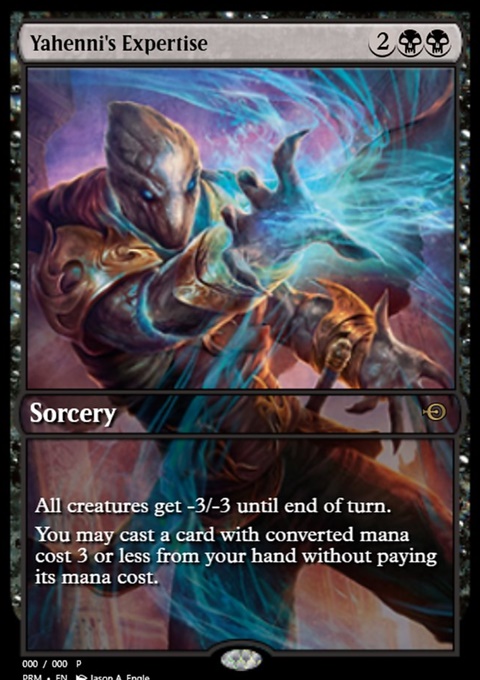 Yahenni's Expertise 2
Sorcery
All creatures get -3/-3 until end of turn.
You may cast a card with converted mana
cost 3 or less from your hand without paying
its mana cost.
000 / 000 P
PRM • EN Jason A. Engle